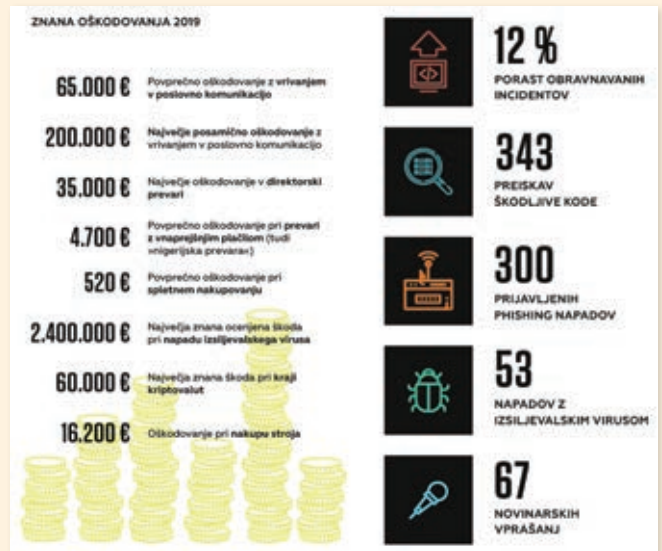 ZNANA OŠKODOVANJA 2019
65.000 €
Povprečno oškodovanje z vrivanjem
v poslovno komunikacijo
200.000 €
Največje posamično oškodovanje z
vrivanjem v poslovno komunikacijo
35.000 €
Največje oškodovanje v direktorski
prevari
4.700 €
Povprečno oškodovanje pri prevari
z vnaprejšnjim plačilom (tudi
»nigerijska prevara«)
520 €
Povprečno oškodovanje pri
spletnem nakupovanju
2.400.000 €
Največja znana ocenjena škoda
pri napadu izsiljevalskega virusa
60.000 €
Največja znana škoda pri kraji
kriptovalut
16.200 €
Oškodovanje pri nakupu stroja
12 %
PORAST OBRAVNAVANIH
INCIDENTOV
343
PREISKAV
ŠKODLJIVE KODE
300
PRIJAVLJENIH
PHISHING NAPADOV
53
NAPADOV Z
IZSILJEVALSKIM VIRUSOM
67
NOVINARSKIH
VPRAŠANJ